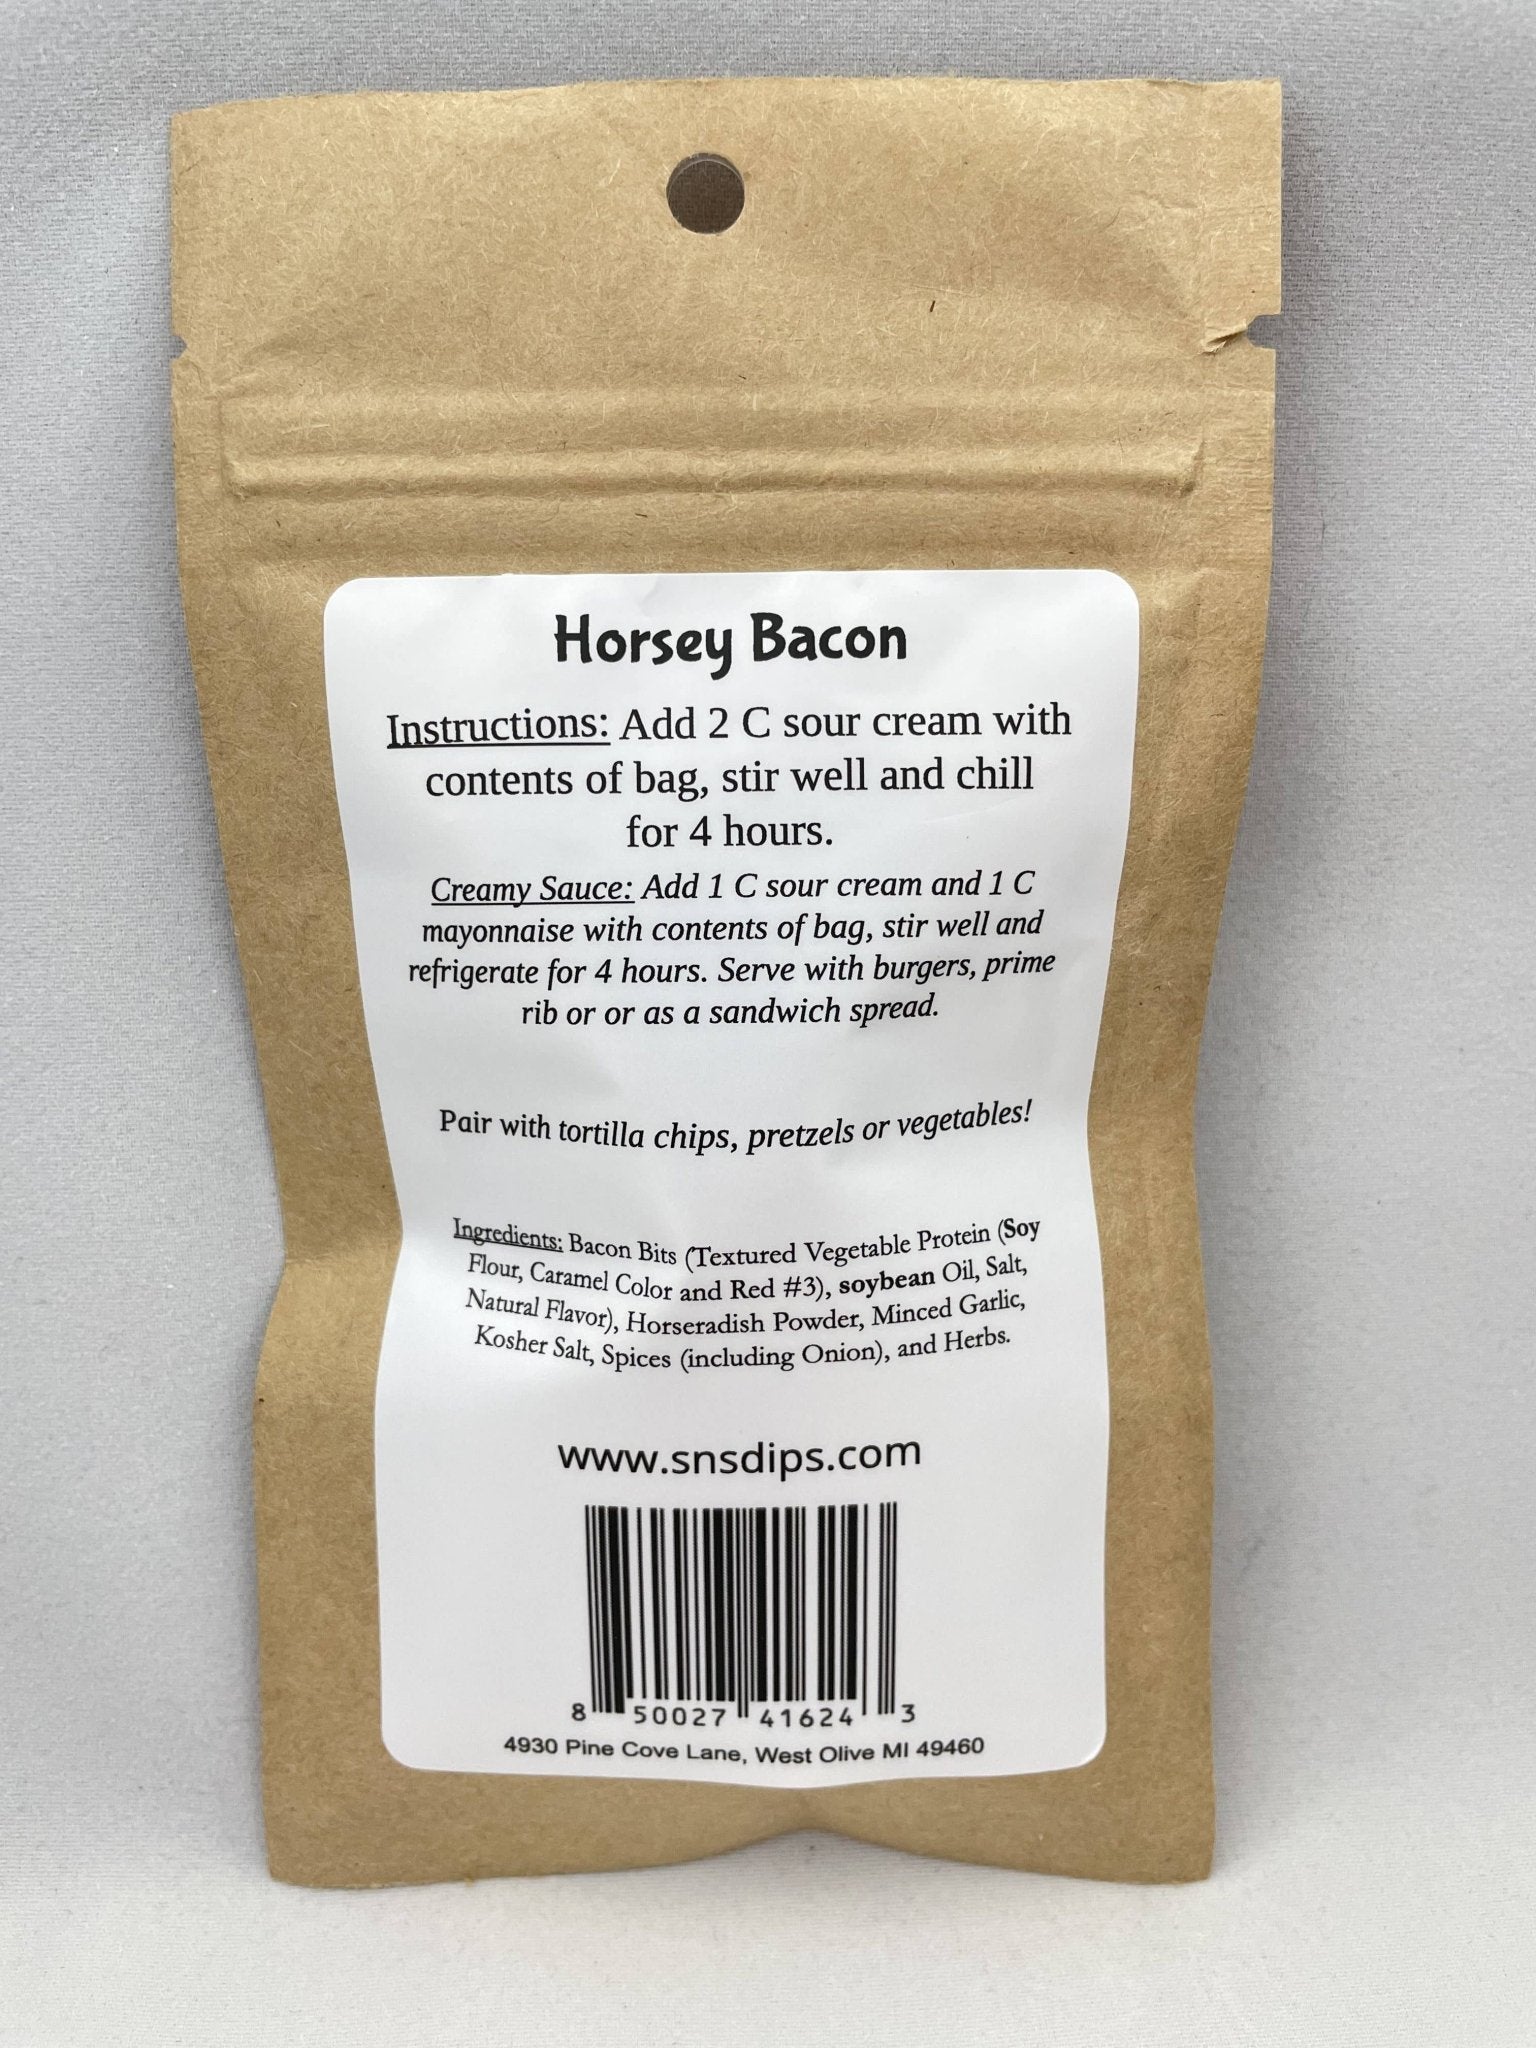 Horsey Bacon
Instructions: Add 2 C sour cream with
contents of bag, stir well and chill
for 4 hours.
Creamy Sauce: Add 1 C sour cream and 1 C
mayonnaise with contents of bag, stir well and
refrigerate for 4 hours. Serve with burgers, prime
rib or or as a sandwich spread.
Pair with tortilla chips, pretzels or vegetables!
Ingredients: Bacon Bits (Textured Vegetable Protein (Soy
Flour, Caramel Color and Red #3), soybean Oil, Salt,
Natural Flavor), Horseradish Powder, Minced Garlic,
Kosher Salt, Spices (including Onion), and Herbs.
www.snsdips.com
8 50027 41624 3
4930 Pine Cove Lane, West Olive MI 49460